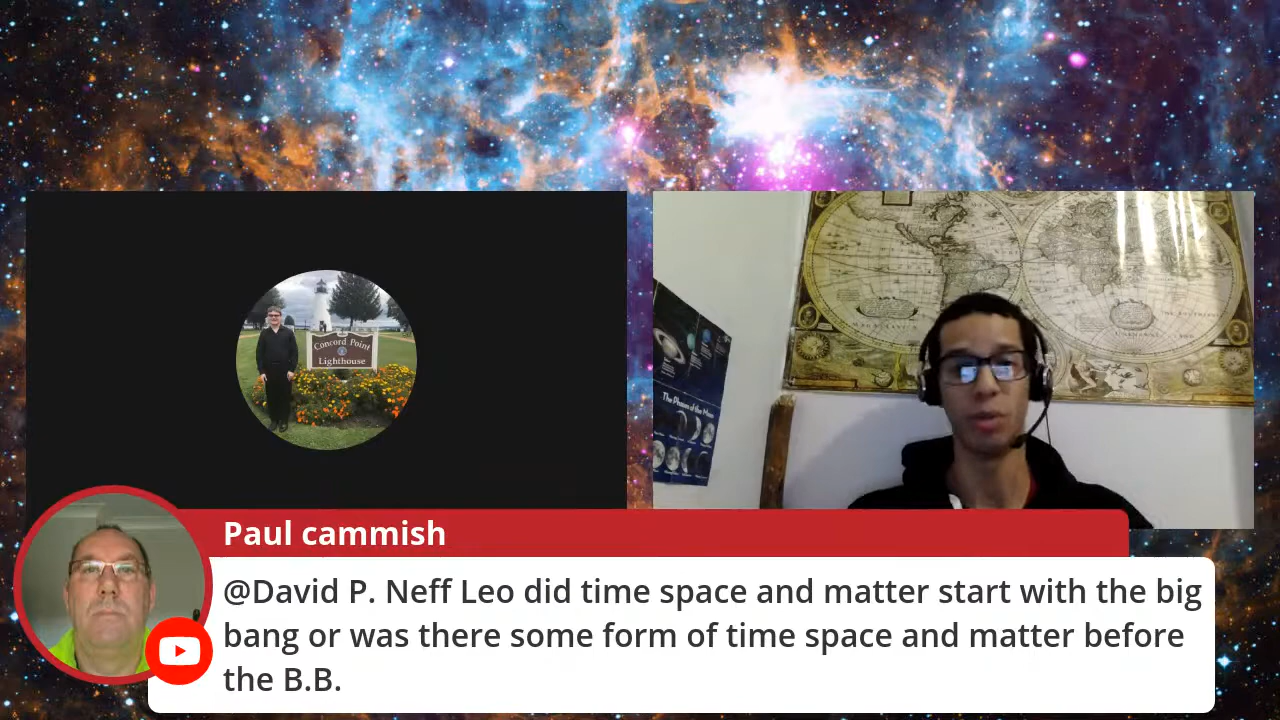 Concord Point
Lighthouse
The Phases of the Moon
Paul cammish
@David P. Neff Leo did time space and matter start with the big
bang or was there some form of time space and matter before
the B.B.